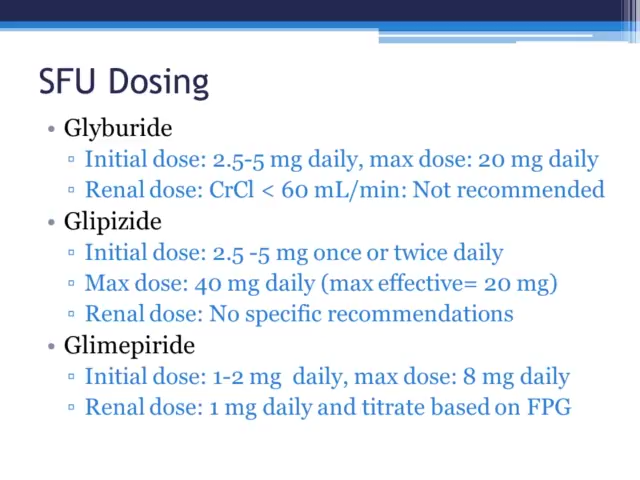 SFU Dosing
• Glyburide
▫ Initial dose: 2.5-5 mg daily, max dose: 20 mg daily
▫ Renal dose: CrCl < 60 mL/min: Not recommended
• Glipizide
▫ Initial dose: 2.5 -5 mg once or twice daily
▫ Max dose: 40 mg daily (max effective= 20 mg)
▫ Renal dose: No specific recommendations
• Glimepiride
▫ Initial dose: 1-2 mg  daily, max dose: 8 mg daily
▫ Renal dose: 1 mg daily and titrate based on FPG